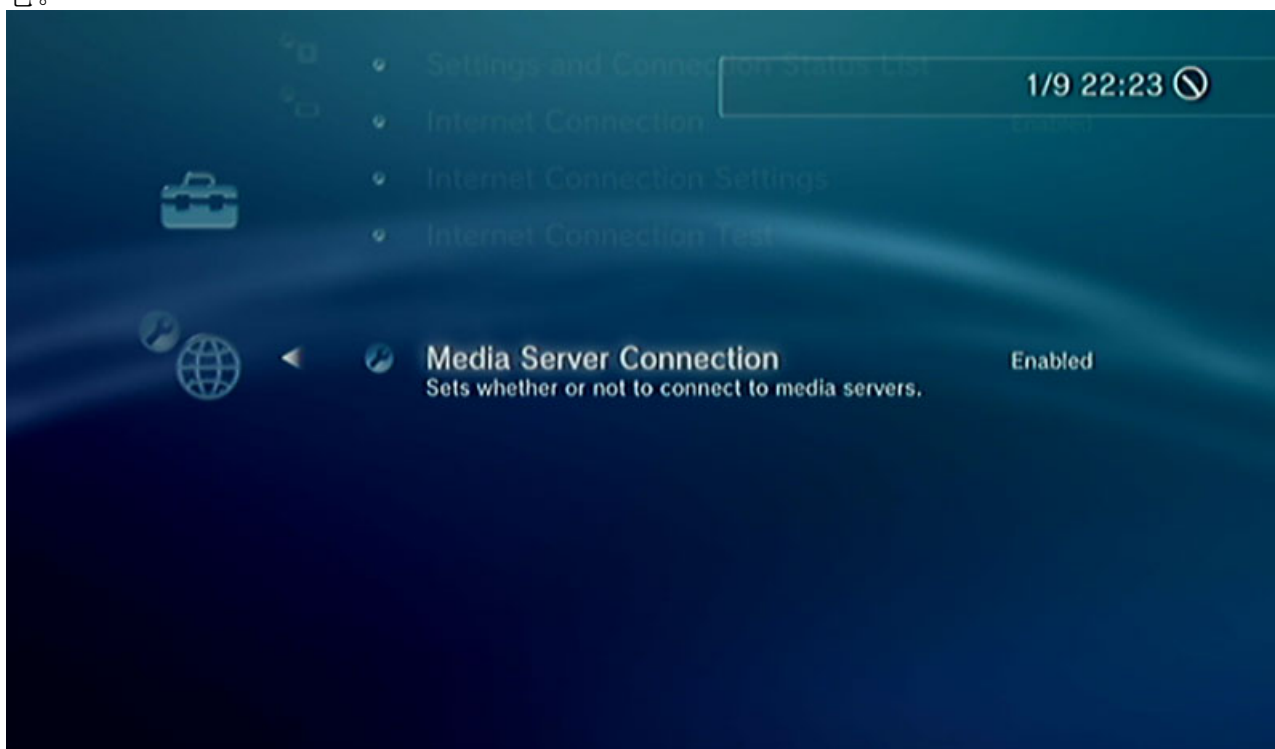 Settings and Connection Status List
1/9 22:23
Internet Connection Enabled
Internet Connection Settings
Internet Connection Test
Media Server Connection Enabled
Sets whether or not to connect to media servers.